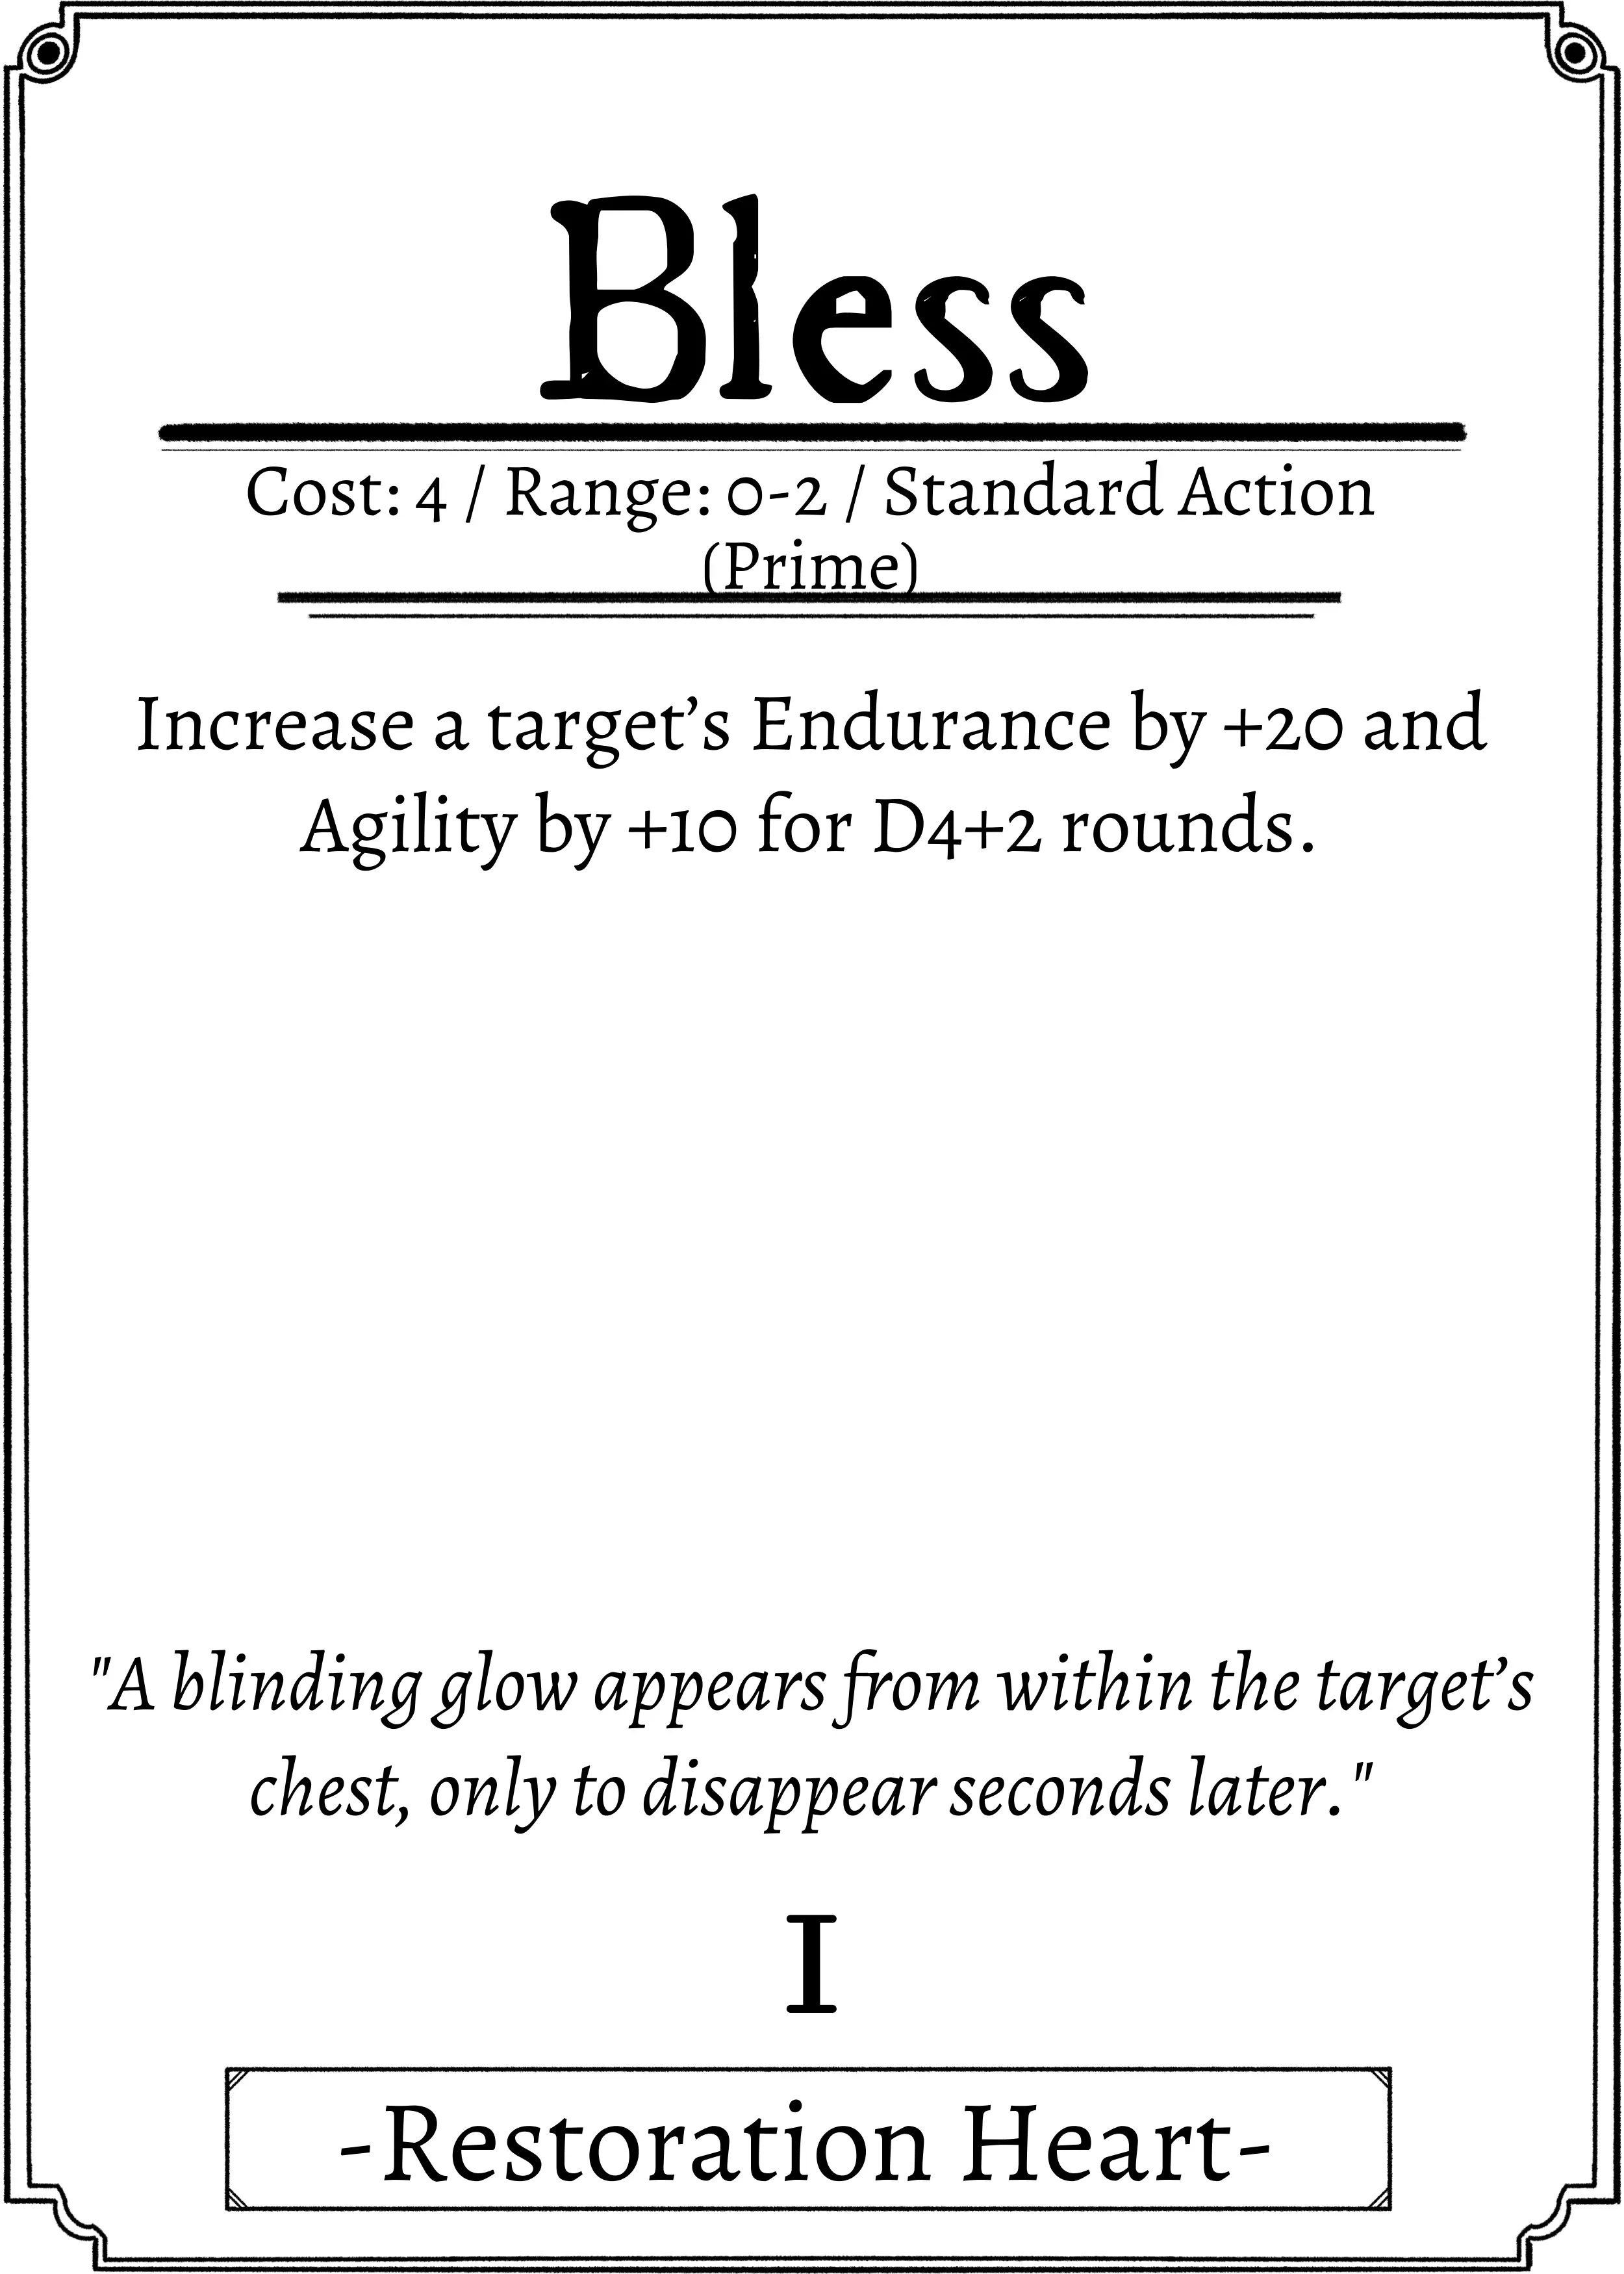 Bless
Cost: 4 / Range: 0-2 / Standard Action
(Prime)
Increase a target’s Endurance by +20 and
Agility by +10 for D4+2 rounds.
"A blinding glow appears from within the target’s
chest, only to disappear seconds later."
I
-Restoration Heart-